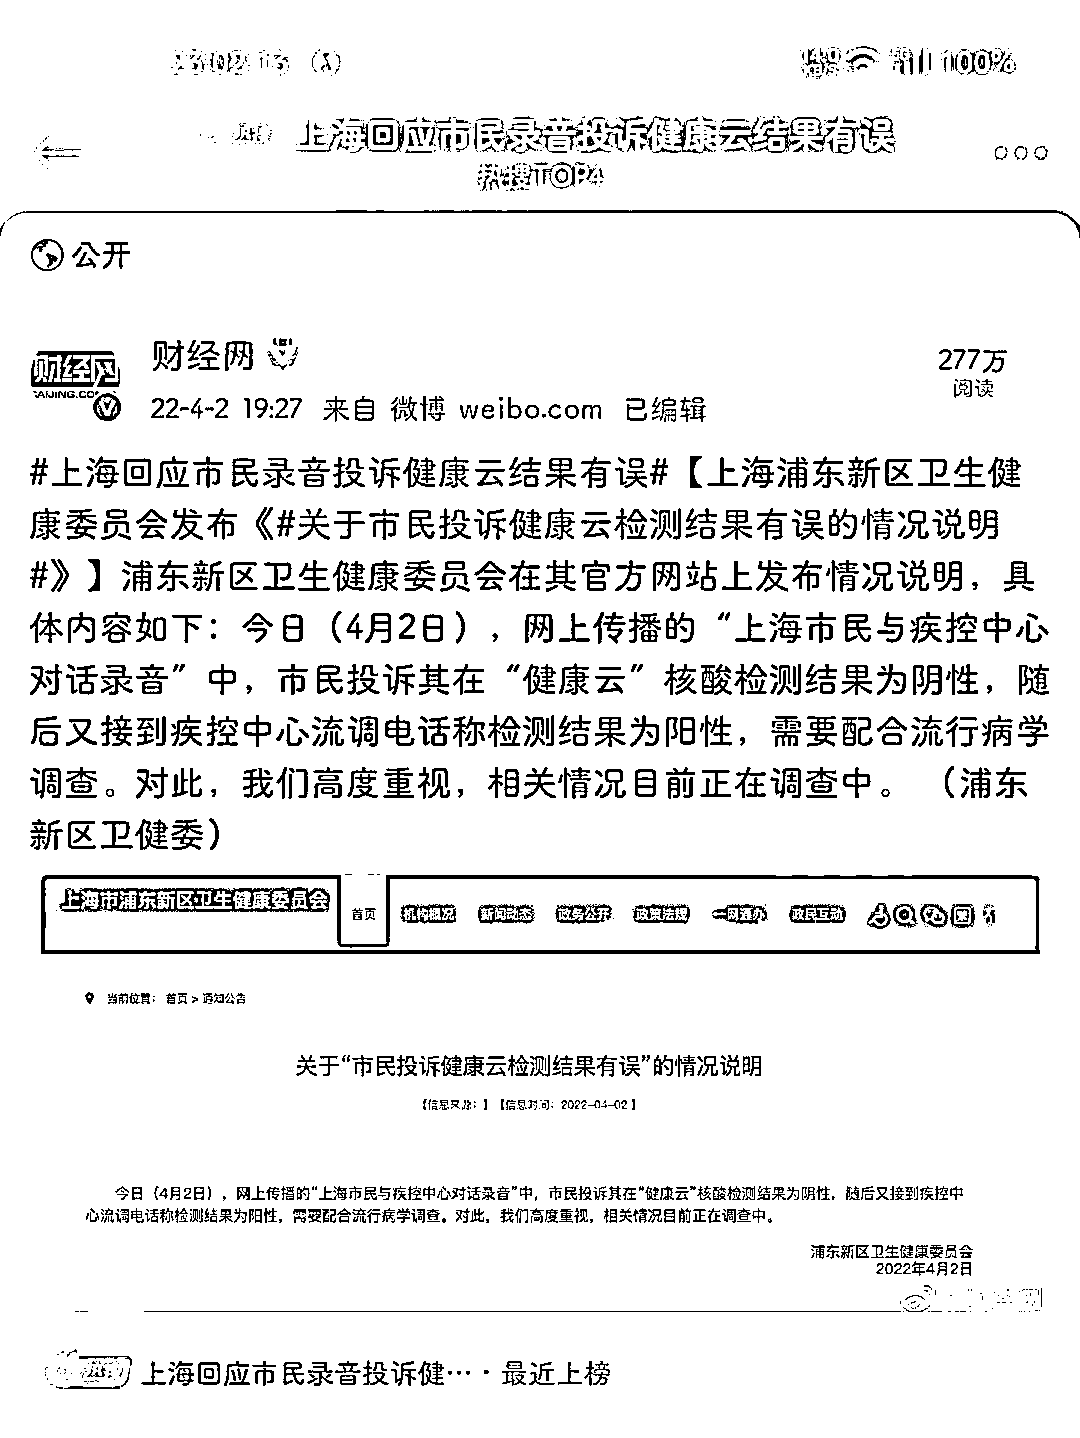 100%
上海回应市民录音投诉健康云结果有误
热搜TOP4
公开
财经网
277万
阅读
财经网
22-4-2 19:27 来自 微博 weibo.com 已编辑
#上海回应市民录音投诉健康云结果有误#【上海浦东新区卫生健
康委员会发布《#关于市民投诉健康云检测结果有误的情况说明
#》】浦东新区卫生健康委员会在其官方网站上发布情况说明，具
体内容如下：今日（4月2日），网上传播的“上海市民与疾控中心
对话录音”中，市民投诉其在“健康云”核酸检测结果为阴性，随
后又接到疾控中心流调电话称检测结果为阳性，需要配合流行病学
调查。对此，我们高度重视，相关情况目前正在调查中。（浦东
新区卫健委）
上海市浦东新区卫生健康委员会 首页 机构概况 新闻动态 政务公开 政策法规 一网通办 政民互动
当前位置： 首页 > 通知公告
关于“市民投诉健康云检测结果有误”的情况说明
【信息来源：】【信息时间：2022-04-02】
今日（4月2日），网上传播的“上海市民与疾控中心对话录音”中，市民投诉其在“健康云”核酸检测结果为阴性，随后又接到疾控中
心流调电话称检测结果为阳性，需要配合流行病学调查。对此，我们高度重视，相关情况目前正在调查中。
浦东新区卫生健康委员会
2022年4月2日
上海回应市民录音投诉健… · 最近上榜